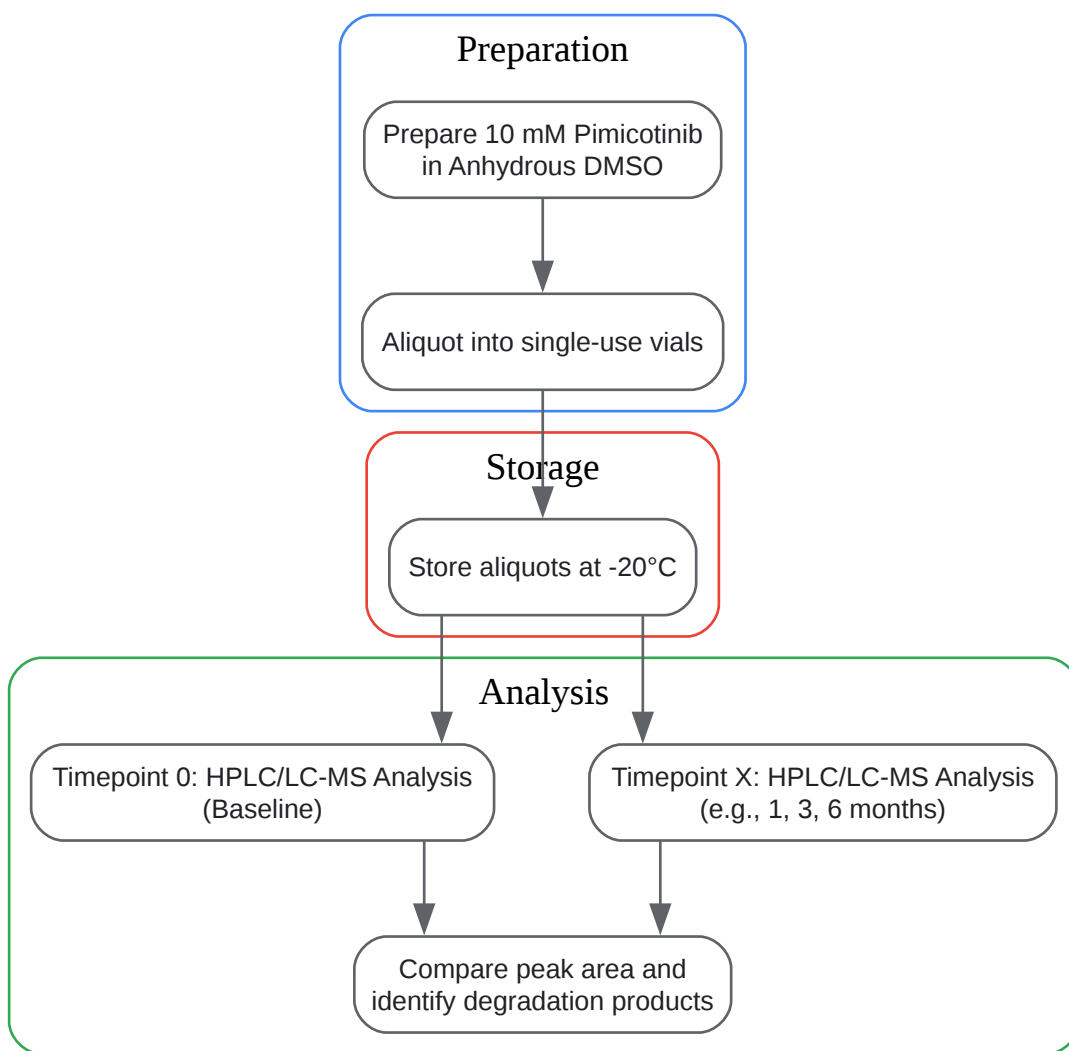 Preparation
Prepare 10 mM Pimicotinib
in Anhydrous DMSO
Aliquot into single-use vials
Storage
Store aliquots at -20°C
Analysis
Timepoint 0: HPLC/LC-MS Analysis
(Baseline)
Timepoint X: HPLC/LC-MS Analysis
(e.g., 1, 3, 6 months)
Compare peak area and
identify degradation products